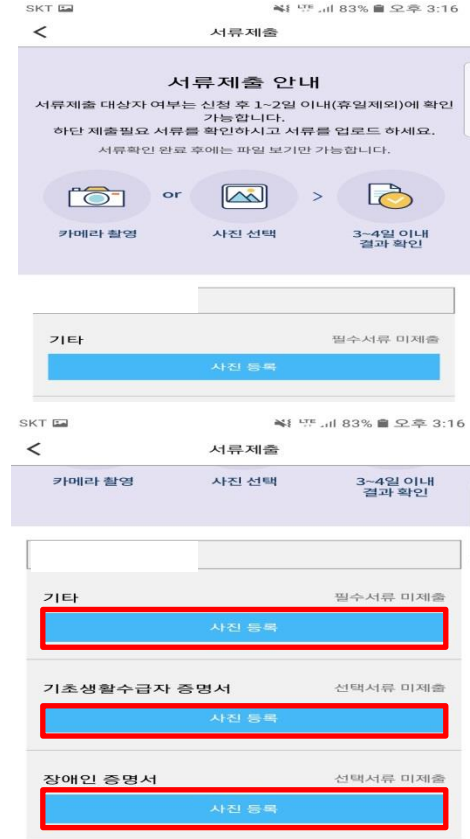 SKT LTE 83% 오후 3:16
< 서류제출
서류제출 안내
서류제출 대상자 여부는 신청 후 1~2일 이내(휴일제외)에 확인
가능합니다.
하단 제출필요 서류를 확인하시고 서류를 업로드 하세요.
서류확인 완료 후에는 파일 보기만 가능합니다.
or >
카메라 촬영 사진 선택 3~4일 이내
결과 확인
기타 필수서류 미제출
사진 등록
SKT LTE 83% 오후 3:16
< 서류제출
카메라 촬영 사진 선택 3~4일 이내
결과 확인
기타 필수서류 미제출
사진 등록
기초생활수급자 증명서 선택서류 미제출
사진 등록
장애인 증명서 선택서류 미제출
사진 등록